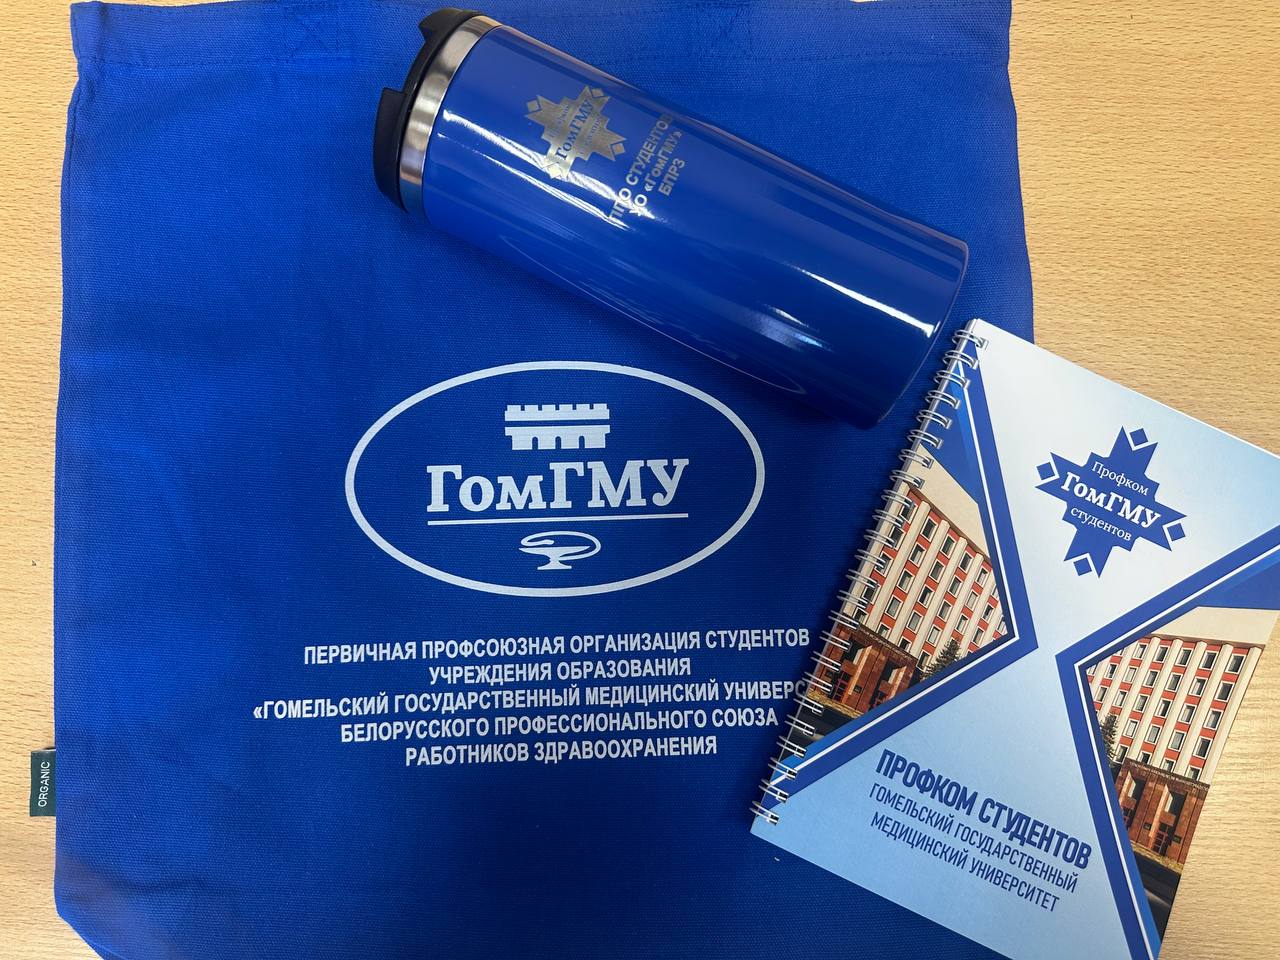 ГомГМУ
ППО СТУДЕНТОВ
УО «ГомГМУ»
БПРЗ
ГомГМУ
ПЕРВИЧНАЯ ПРОФСОЮЗНАЯ ОРГАНИЗАЦИЯ СТУДЕНТОВ
УЧРЕЖДЕНИЯ ОБРАЗОВАНИЯ
«ГОМЕЛЬСКИЙ ГОСУДАРСТВЕННЫЙ МЕДИЦИНСКИЙ УНИВЕРС
БЕЛОРУССКОГО ПРОФЕССИОНАЛЬНОГО СОЮЗА
РАБОТНИКОВ ЗДРАВООХРАНЕНИЯ
ORGANIC
Профком
ГомГМУ
студентов
ПРОФКОМ СТУДЕНТОВ
ГОМЕЛЬСКИЙ ГОСУДАРСТВЕННЫЙ
МЕДИЦИНСКИЙ УНИВЕРСИТЕТ